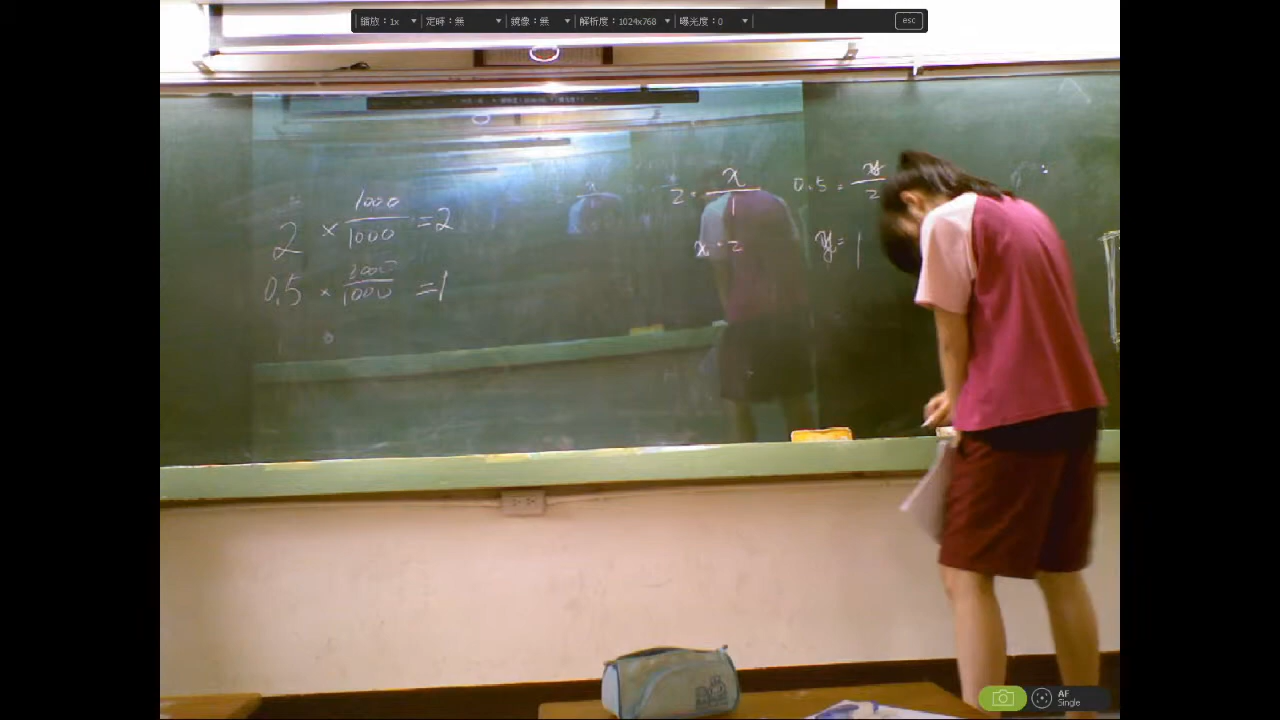 縮放：1x 定時：無 鏡像：無 解析度：1024x768 曝光度：0 esc
2 × 1000/1000 = 2
0.5 × 2000/1000 = 1
2 = x/1
x = 2
0.5 = y/2
y = 1
AF
Single